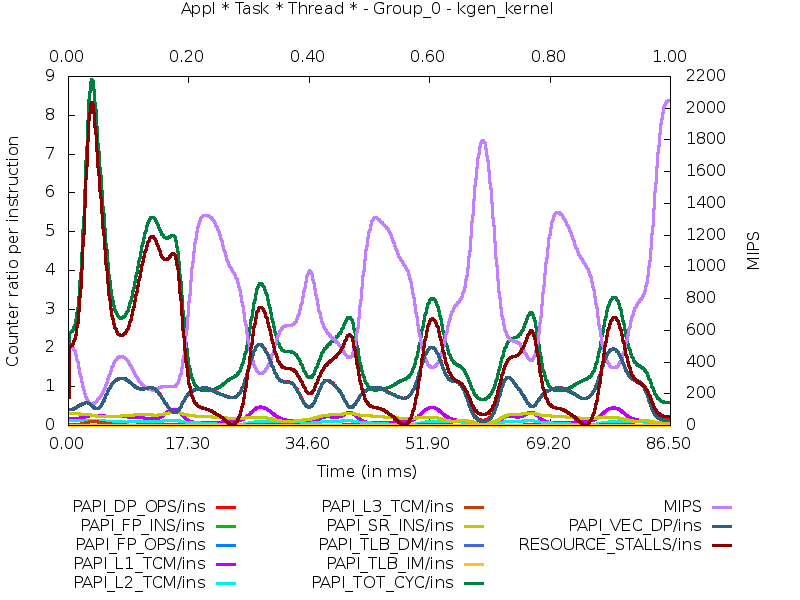 Appl * Task * Thread * - Group_0 - kgen_kernel
0.00 0.20 0.40 0.60 0.80 1.00
9 2200
8 2000
7 1800
6 1600
5 1400
4 1200
3 1000
2 800
1 600
0 400
200
0
Counter ratio per instruction
MIPS
0.00 17.30 34.60 51.90 69.20 86.50
Time (in ms)
PAPI_DP_OPS/ins PAPI_L3_TCM/ins MIPS
PAPI_FP_INS/ins PAPI_SR_INS/ins PAPI_VEC_DP/ins
PAPI_FP_OPS/ins PAPI_TLB_DM/ins RESOURCE_STALLS/ins
PAPI_L1_TCM/ins PAPI_TLB_IM/ins
PAPI_L2_TCM/ins PAPI_TOT_CYC/ins